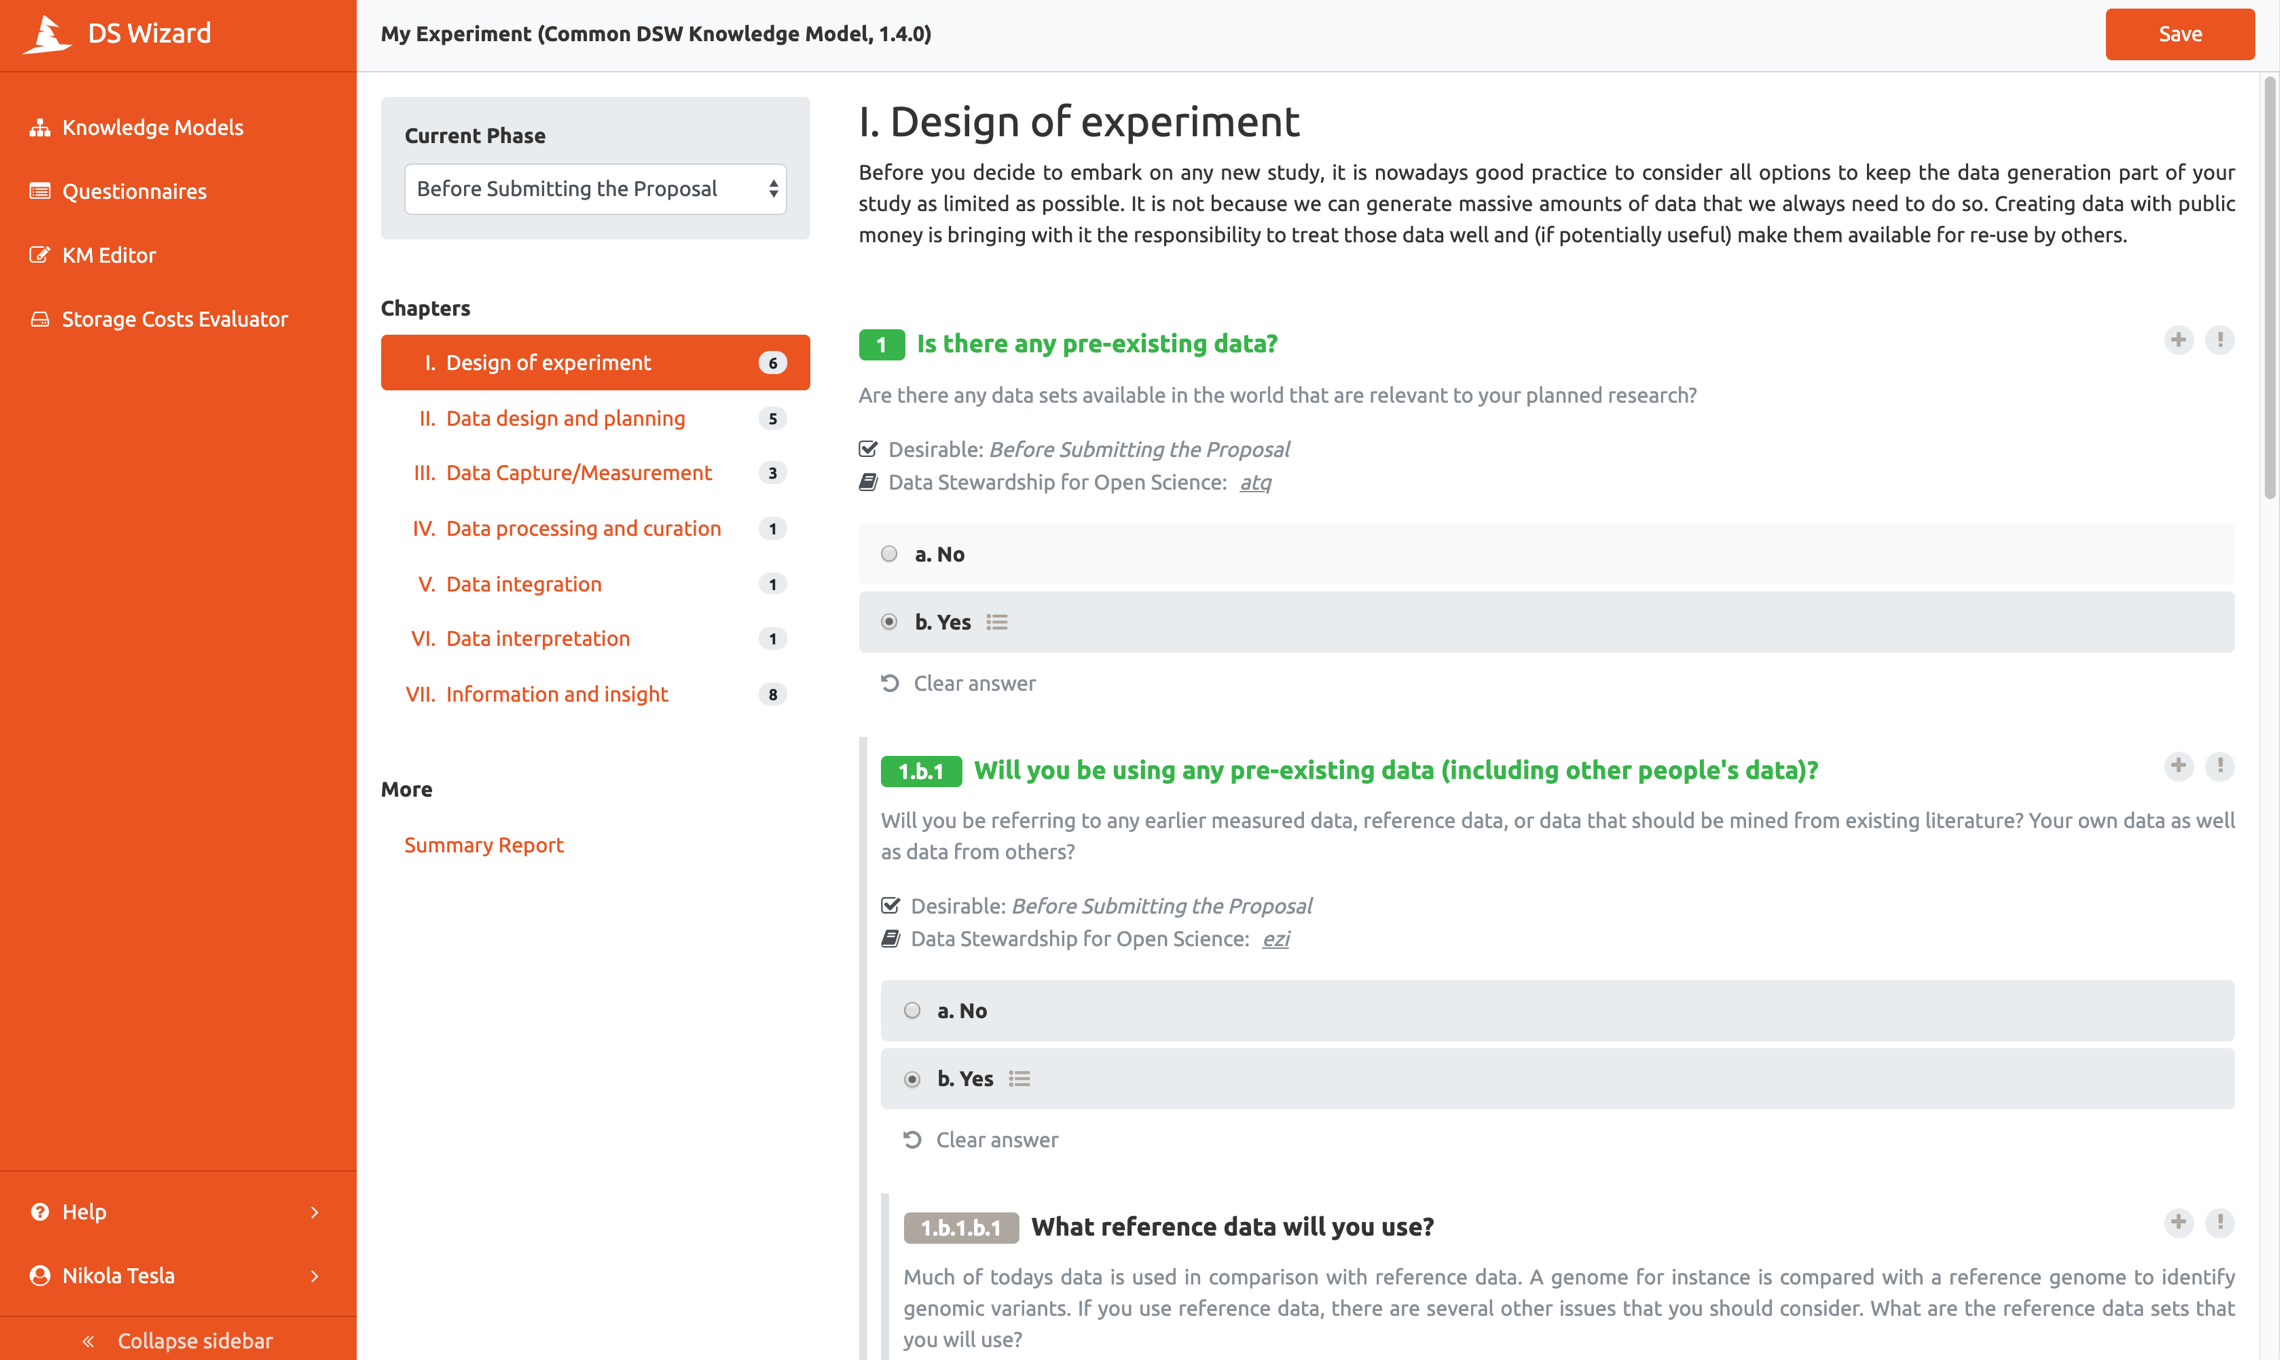 DS Wizard
Knowledge Models
Questionnaires
KM Editor
Storage Costs Evaluator
Help
Nikola Tesla
« Collapse sidebar
My Experiment (Common DSW Knowledge Model, 1.4.0)
Save
Current Phase
Before Submitting the Proposal
Chapters
I. Design of experiment 6
II. Data design and planning 5
III. Data Capture/Measurement 3
IV. Data processing and curation 1
V. Data integration 1
VI. Data interpretation 1
VII. Information and insight 8
More
Summary Report
I. Design of experiment
Before you decide to embark on any new study, it is nowadays good practice to consider all options to keep the data generation part of your
study as limited as possible. It is not because we can generate massive amounts of data that we always need to do so. Creating data with public
money is bringing with it the responsibility to treat those data well and (if potentially useful) make them available for re-use by others.
1 Is there any pre-existing data?
Are there any data sets available in the world that are relevant to your planned research?
Desirable: Before Submitting the Proposal
Data Stewardship for Open Science: atq
a. No
b. Yes
Clear answer
1.b.1 Will you be using any pre-existing data (including other people's data)?
Will you be referring to any earlier measured data, reference data, or data that should be mined from existing literature? Your own data as well
as data from others?
Desirable: Before Submitting the Proposal
Data Stewardship for Open Science: ezi
a. No
b. Yes
Clear answer
1.b.1.b.1 What reference data will you use?
Much of todays data is used in comparison with reference data. A genome for instance is compared with a reference genome to identify
genomic variants. If you use reference data, there are several other issues that you should consider. What are the reference data sets that
you will use?